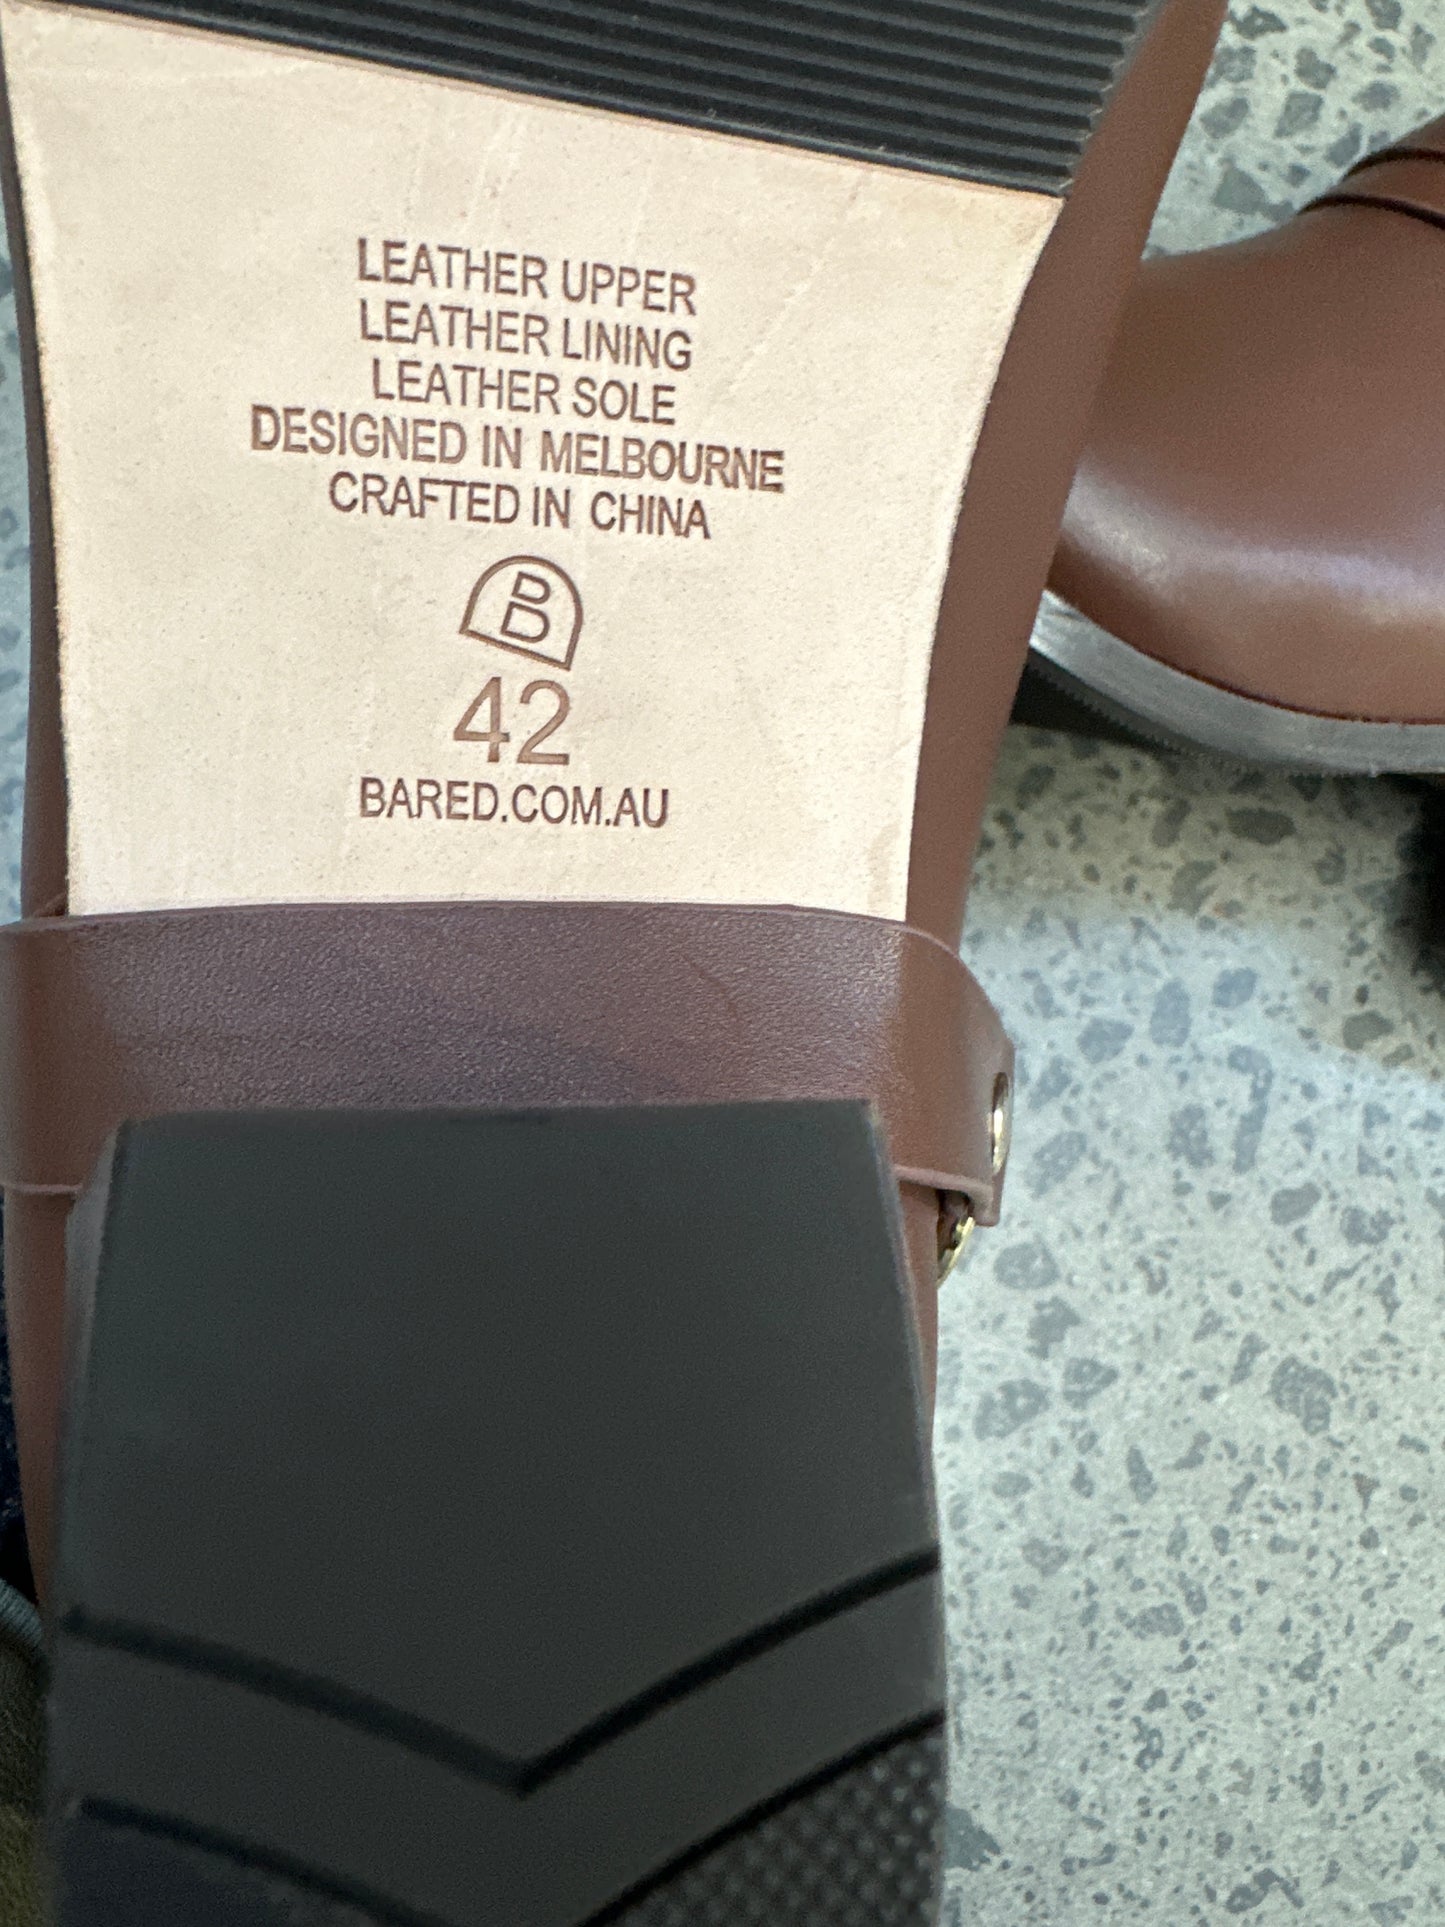 LEATHER UPPER
LEATHER LINING
LEATHER SOLE
DESIGNED IN MELBOURNE
CRAFTED IN CHINA
B
42
BARED.COM.AU